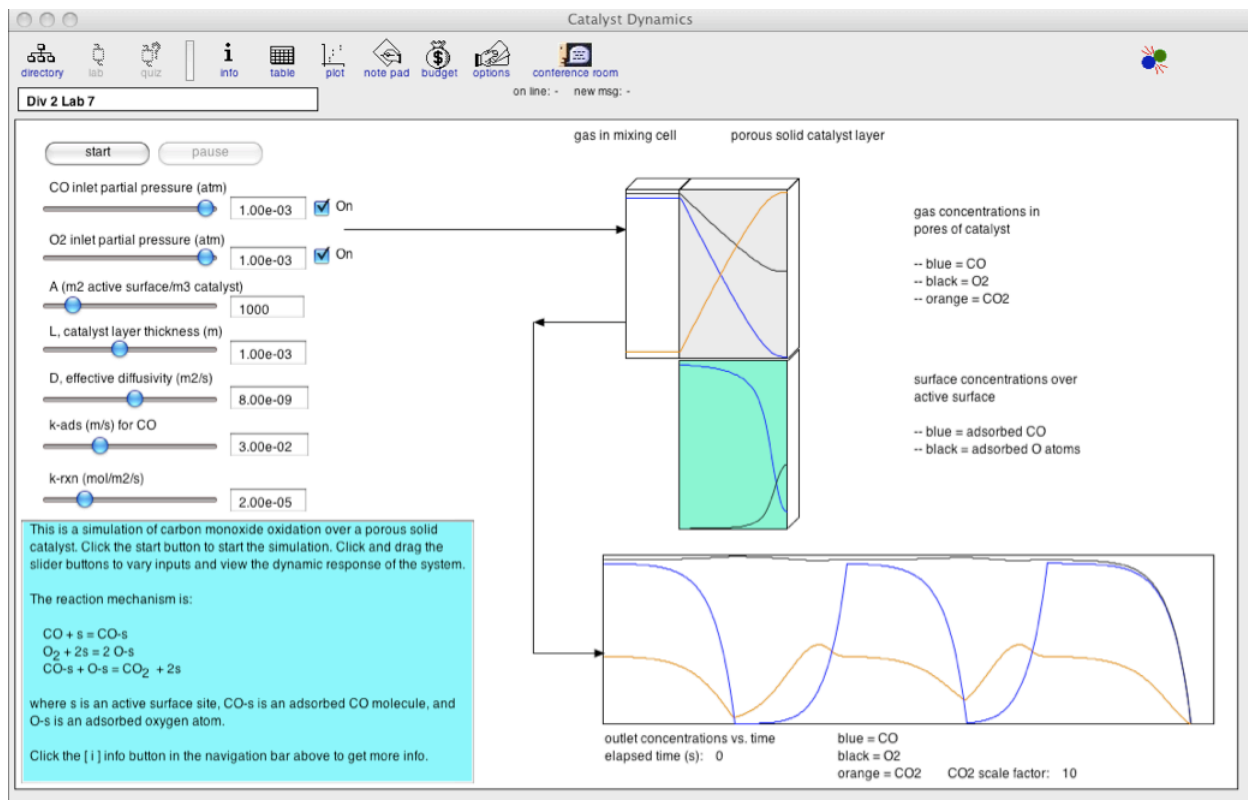 Catalyst Dynamics
directory
lab
quiz
info
table
plot
note pad
budget
options
conference room
on line: -   new msg: -
Div 2 Lab 7
start
pause
CO inlet partial pressure (atm)
1.00e-03
On
O2 inlet partial pressure (atm)
1.00e-03
On
A (m2 active surface/m3 catalyst)
1000
L, catalyst layer thickness (m)
1.00e-03
D, effective diffusivity (m2/s)
8.00e-09
k-ads (m/s) for CO
3.00e-02
k-rxn (mol/m2/s)
2.00e-05
This is a simulation of carbon monoxide oxidation over a porous solid
catalyst. Click the start button to start the simulation. Click and drag the
slider buttons to vary inputs and view the dynamic response of the system.
The reaction mechanism is:
CO + s = CO-s
O2 + 2s = 2 O-s
CO-s + O-s = CO2 + 2s
where s is an active surface site, CO-s is an adsorbed CO molecule, and
O-s is an adsorbed oxygen atom.
Click the [ i ] info button in the navigation bar above to get more info.
gas in mixing cell
porous solid catalyst layer
gas concentrations in
pores of catalyst
-- blue = CO
-- black = O2
-- orange = CO2
surface concentrations over
active surface
-- blue = adsorbed CO
-- black = adsorbed O atoms
outlet concentrations vs. time
elapsed time (s): 0
blue = CO
black = O2
orange = CO2
CO2 scale factor: 10